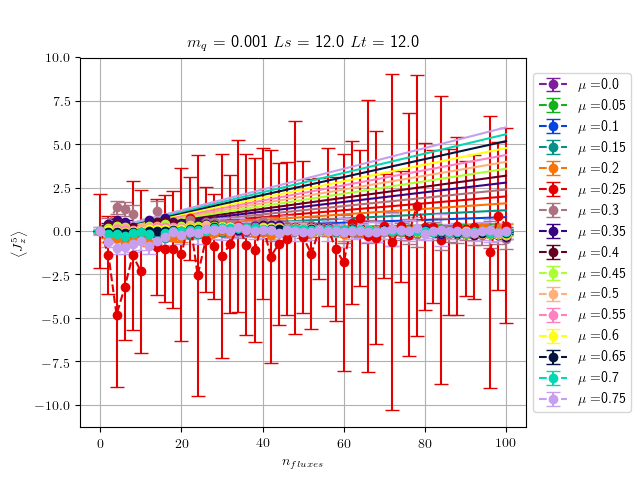 m_q = 0.001 Ls = 12.0 Lt = 12.0
10.0
7.5
5.0
2.5
0.0
−2.5
−5.0
−7.5
−10.0
⟨J_z^5⟩
0 20 40 60 80 100
n_fluxes
μ =0.0
μ =0.05
μ =0.1
μ =0.15
μ =0.2
μ =0.25
μ =0.3
μ =0.35
μ =0.4
μ =0.45
μ =0.5
μ =0.55
μ =0.6
μ =0.65
μ =0.7
μ =0.75